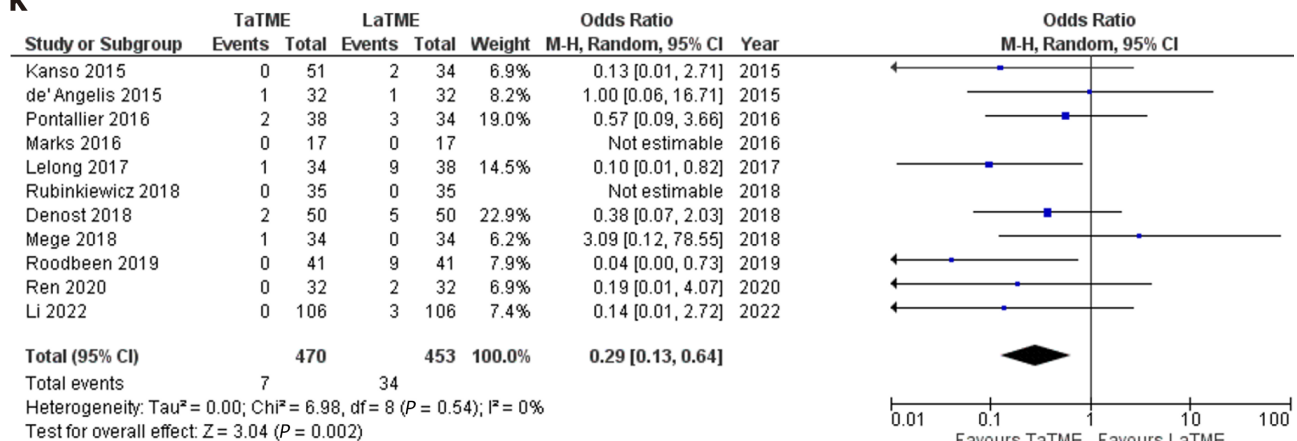 K
TaTME LaTME Odds Ratio Odds Ratio
Study or Subgroup Events Total Events Total Weight M-H, Random, 95% CI Year M-H, Random, 95% CI
Kanso 2015 0 51 2 34 6.9% 0.13 [0.01, 2.71] 2015
de' Angelis 2015 1 32 1 32 8.2% 1.00 [0.06, 16.71] 2015
Pontallier 2016 2 38 3 34 19.0% 0.57 [0.09, 3.66] 2016
Marks 2016 0 17 0 17 Not estimable 2016
Lelong 2017 1 34 9 38 14.5% 0.10 [0.01, 0.82] 2017
Rubinkiewicz 2018 0 35 0 35 Not estimable 2018
Denost 2018 2 50 5 50 22.9% 0.38 [0.07, 2.03] 2018
Mege 2018 1 34 0 34 6.2% 3.09 [0.12, 78.55] 2018
Roodbeen 2019 0 41 9 41 7.9% 0.04 [0.00, 0.73] 2019
Ren 2020 0 32 2 32 6.9% 0.19 [0.01, 4.07] 2020
Li 2022 0 106 3 106 7.4% 0.14 [0.01, 2.72] 2022
Total (95% CI) 470 453 100.0% 0.29 [0.13, 0.64]
Total events 7 34
Heterogeneity: Tau² = 0.00; Chi² = 6.98, df = 8 (P = 0.54); I² = 0%
Test for overall effect: Z = 3.04 (P = 0.002)
0.01 0.1 1 10 100
Favours TaTME Favours LaTME